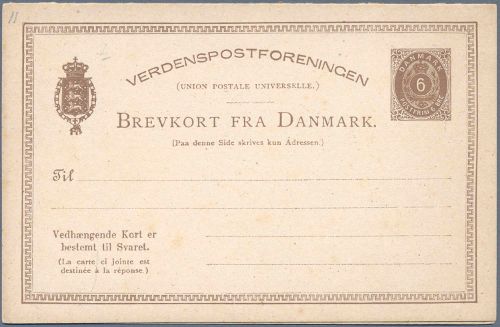 11
VERDENSPOSTFORENINGEN
(UNION POSTALE UNIVERSELLE.)
DANMARK
6
BREVKORT FRA DANMARK.
(Paa denne Side skrives kun Adressen.)
Til
Vedhængende Kort er
bestemt til Svaret.
(La carte ci jointe est
destinée à la réponse.)